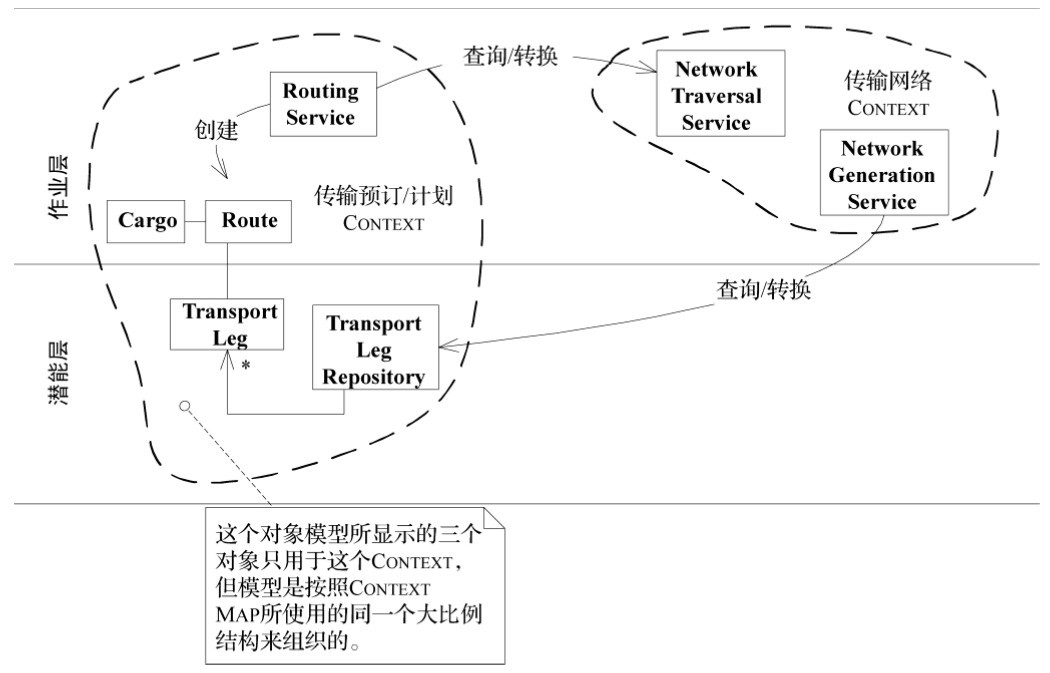 作业层
Routing
Service
查询/转换
Network
Traversal
Service
传输网络
CONTEXT
创建
Network
Generation
Service
Cargo
Route
传输预订/计划
CONTEXT
查询/转换
潜能层
Transport
Leg
*
Transport
Leg
Repository
这个对象模型所显示的三个
对象只用于这个CONTEXT，
但模型是按照CONTEXT
MAP所使用的同一个大比例
结构来组织的。